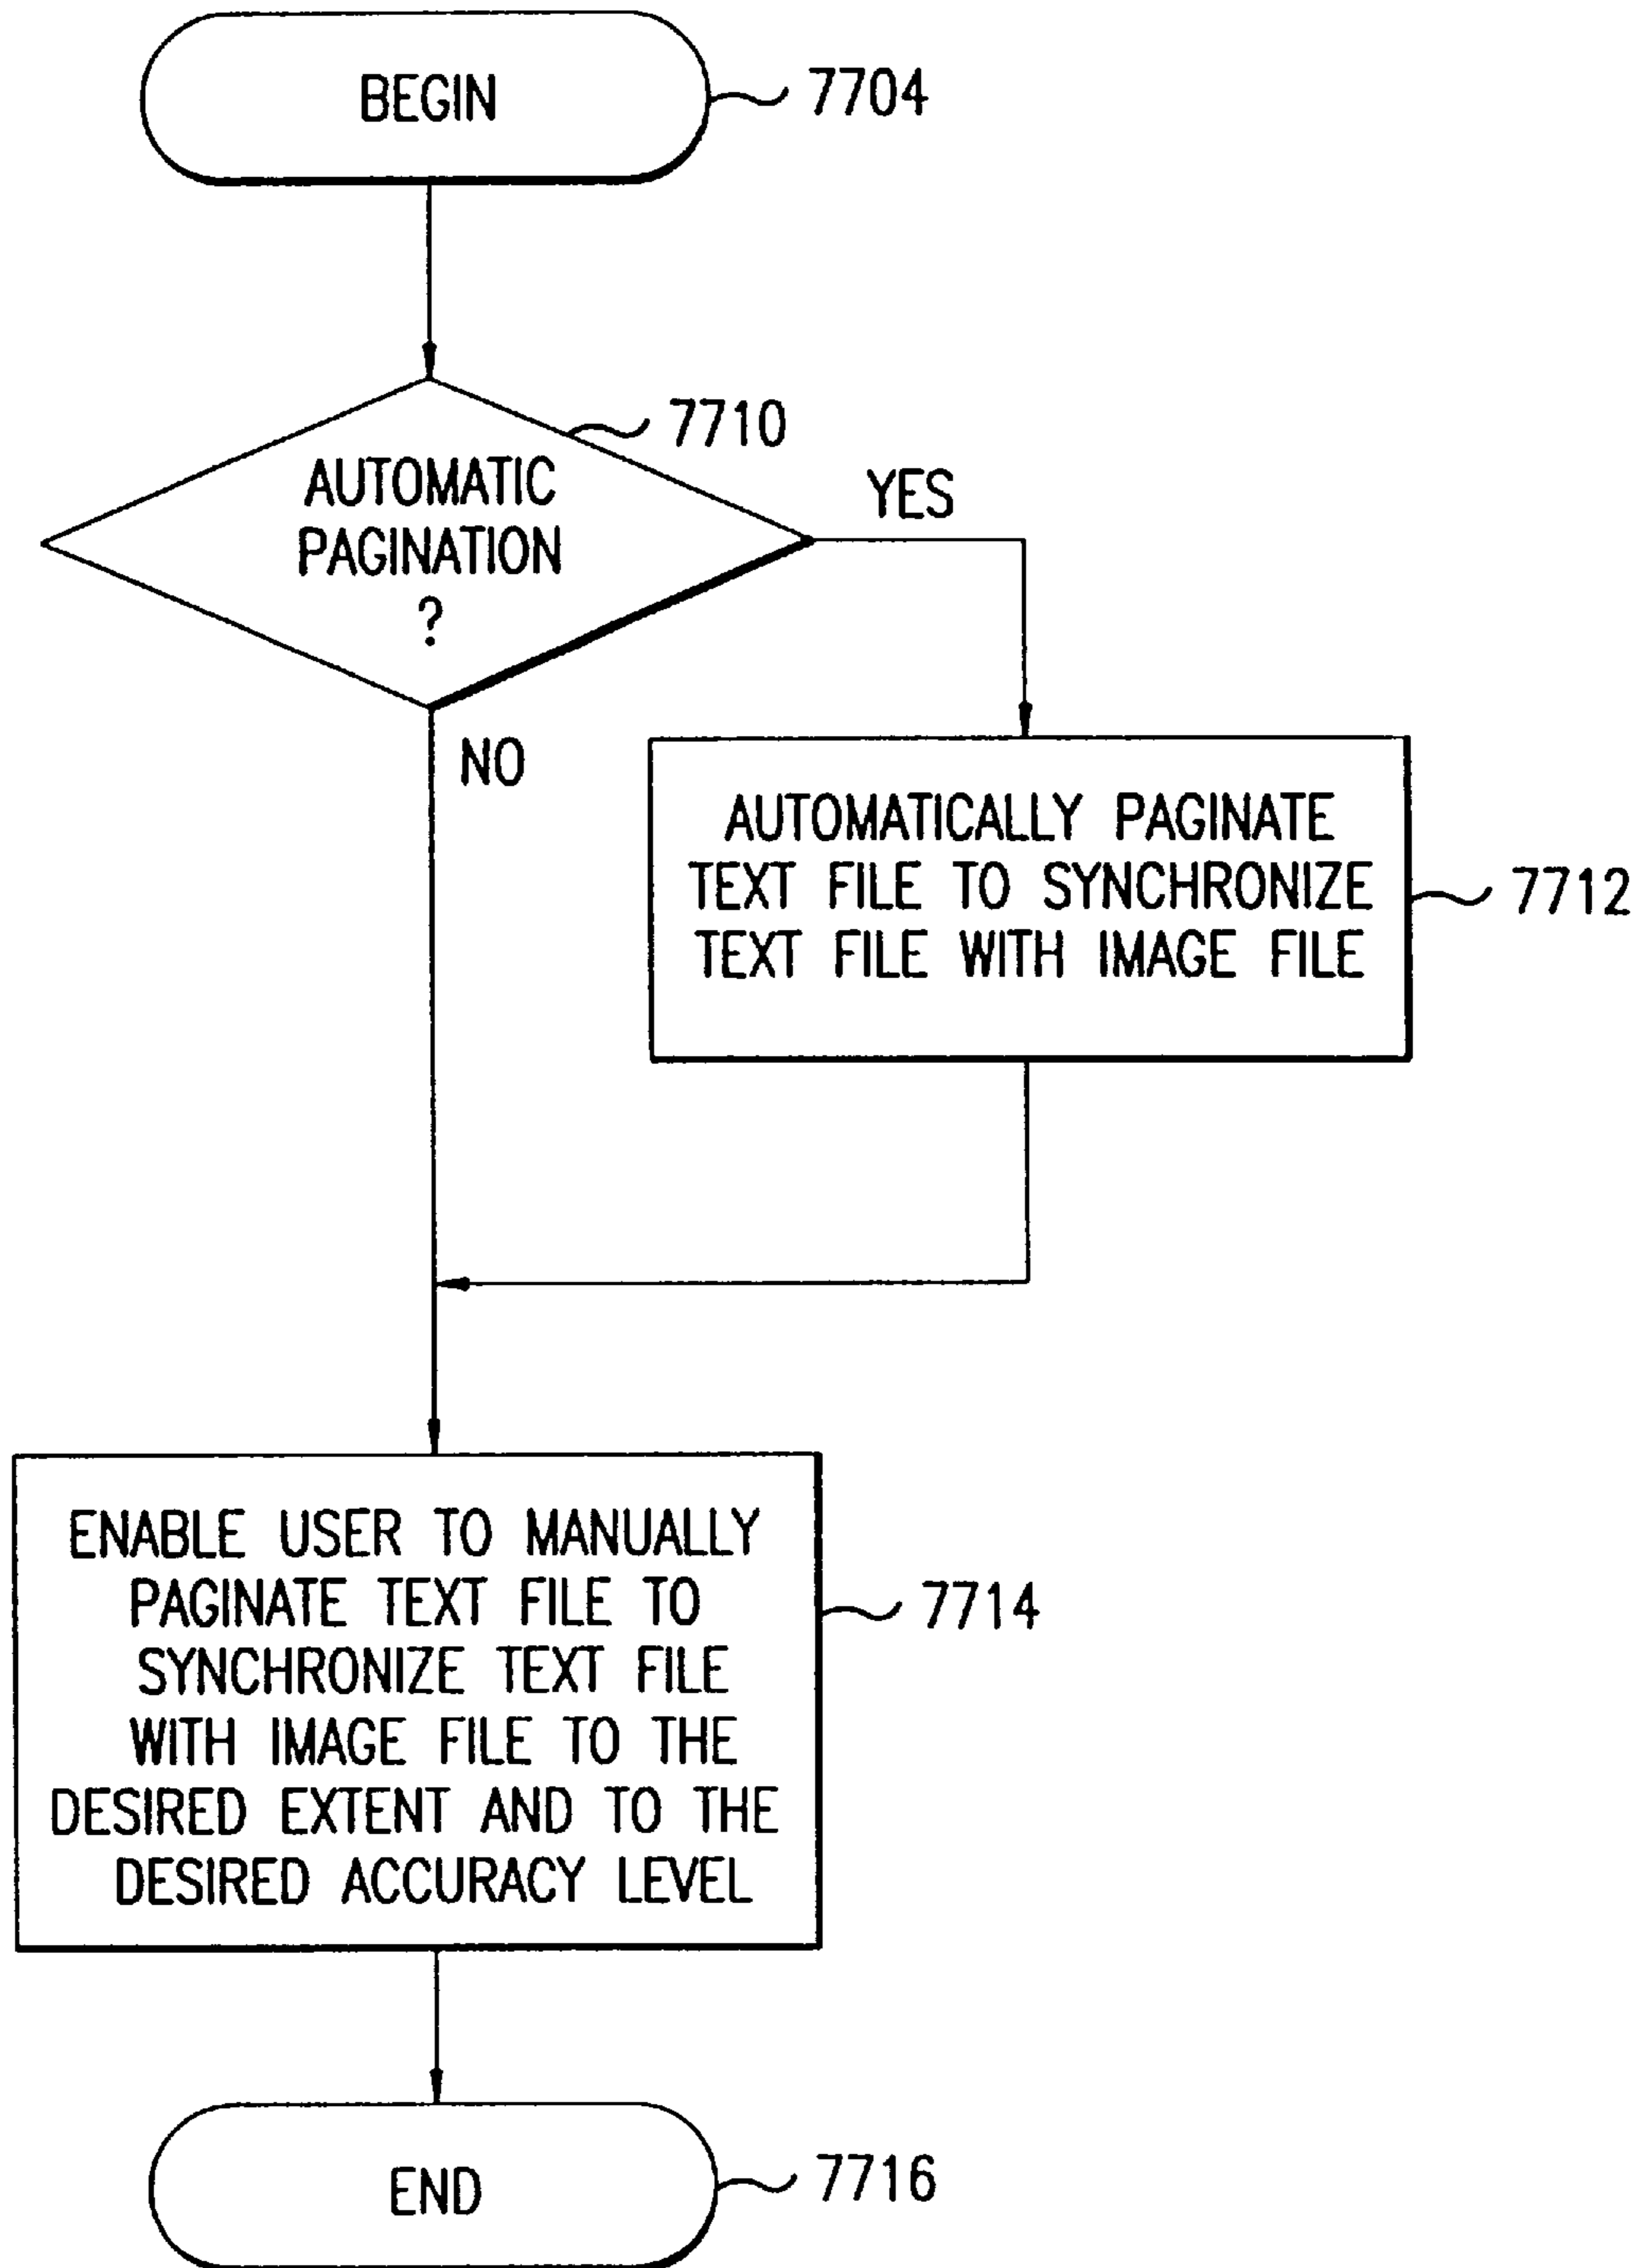 BEGIN
7704
7710
AUTOMATIC
PAGINATION
?
YES
NO
AUTOMATICALLY PAGINATE
TEXT FILE TO SYNCHRONIZE
TEXT FILE WITH IMAGE FILE
7712
ENABLE USER TO MANUALLY
PAGINATE TEXT FILE TO
SYNCHRONIZE TEXT FILE
WITH IMAGE FILE TO THE
DESIRED EXTENT AND TO THE
DESIRED ACCURACY LEVEL
7714
END
7716